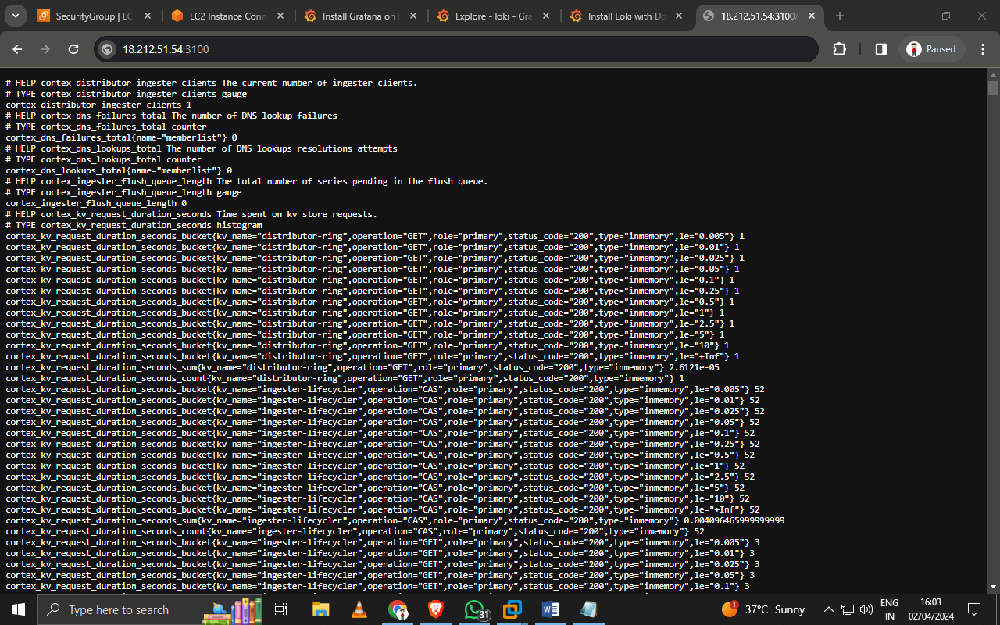 SecurityGroup | EC
EC2 Instance Conn
Install Grafana on
Explore - loki - Gra
Install Loki with Do
18.212.51.54:3100/
18.212.51.54:3100
Paused
# HELP cortex_distributor_ingester_clients The current number of ingester clients.
# TYPE cortex_distributor_ingester_clients gauge
cortex_distributor_ingester_clients 1
# HELP cortex_dns_failures_total The number of DNS lookup failures
# TYPE cortex_dns_failures_total counter
cortex_dns_failures_total{name="memberlist"} 0
# HELP cortex_dns_lookups_total The number of DNS lookups resolutions attempts
# TYPE cortex_dns_lookups_total counter
cortex_dns_lookups_total{name="memberlist"} 0
# HELP cortex_ingester_flush_queue_length The total number of series pending in the flush queue.
# TYPE cortex_ingester_flush_queue_length gauge
cortex_ingester_flush_queue_length 0
# HELP cortex_kv_request_duration_seconds Time spent on kv store requests.
# TYPE cortex_kv_request_duration_seconds histogram
cortex_kv_request_duration_seconds_bucket{kv_name="distributor-ring",operation="GET",role="primary",status_code="200",type="inmemory",le="0.005"} 1
cortex_kv_request_duration_seconds_bucket{kv_name="distributor-ring",operation="GET",role="primary",status_code="200",type="inmemory",le="0.01"} 1
cortex_kv_request_duration_seconds_bucket{kv_name="distributor-ring",operation="GET",role="primary",status_code="200",type="inmemory",le="0.025"} 1
cortex_kv_request_duration_seconds_bucket{kv_name="distributor-ring",operation="GET",role="primary",status_code="200",type="inmemory",le="0.05"} 1
cortex_kv_request_duration_seconds_bucket{kv_name="distributor-ring",operation="GET",role="primary",status_code="200",type="inmemory",le="0.1"} 1
cortex_kv_request_duration_seconds_bucket{kv_name="distributor-ring",operation="GET",role="primary",status_code="200",type="inmemory",le="0.25"} 1
cortex_kv_request_duration_seconds_bucket{kv_name="distributor-ring",operation="GET",role="primary",status_code="200",type="inmemory",le="0.5"} 1
cortex_kv_request_duration_seconds_bucket{kv_name="distributor-ring",operation="GET",role="primary",status_code="200",type="inmemory",le="1"} 1
cortex_kv_request_duration_seconds_bucket{kv_name="distributor-ring",operation="GET",role="primary",status_code="200",type="inmemory",le="2.5"} 1
cortex_kv_request_duration_seconds_bucket{kv_name="distributor-ring",operation="GET",role="primary",status_code="200",type="inmemory",le="5"} 1
cortex_kv_request_duration_seconds_bucket{kv_name="distributor-ring",operation="GET",role="primary",status_code="200",type="inmemory",le="10"} 1
cortex_kv_request_duration_seconds_bucket{kv_name="distributor-ring",operation="GET",role="primary",status_code="200",type="inmemory",le="+Inf"} 1
cortex_kv_request_duration_seconds_sum{kv_name="distributor-ring",operation="GET",role="primary",status_code="200",type="inmemory"} 2.6121e-05
cortex_kv_request_duration_seconds_count{kv_name="distributor-ring",operation="GET",role="primary",status_code="200",type="inmemory"} 1
cortex_kv_request_duration_seconds_bucket{kv_name="ingester-lifecycler",operation="CAS",role="primary",status_code="200",type="inmemory",le="0.005"} 52
cortex_kv_request_duration_seconds_bucket{kv_name="ingester-lifecycler",operation="CAS",role="primary",status_code="200",type="inmemory",le="0.01"} 52
cortex_kv_request_duration_seconds_bucket{kv_name="ingester-lifecycler",operation="CAS",role="primary",status_code="200",type="inmemory",le="0.025"} 52
cortex_kv_request_duration_seconds_bucket{kv_name="ingester-lifecycler",operation="CAS",role="primary",status_code="200",type="inmemory",le="0.05"} 52
cortex_kv_request_duration_seconds_bucket{kv_name="ingester-lifecycler",operation="CAS",role="primary",status_code="200",type="inmemory",le="0.1"} 52
cortex_kv_request_duration_seconds_bucket{kv_name="ingester-lifecycler",operation="CAS",role="primary",status_code="200",type="inmemory",le="0.25"} 52
cortex_kv_request_duration_seconds_bucket{kv_name="ingester-lifecycler",operation="CAS",role="primary",status_code="200",type="inmemory",le="0.5"} 52
cortex_kv_request_duration_seconds_bucket{kv_name="ingester-lifecycler",operation="CAS",role="primary",status_code="200",type="inmemory",le="1"} 52
cortex_kv_request_duration_seconds_bucket{kv_name="ingester-lifecycler",operation="CAS",role="primary",status_code="200",type="inmemory",le="2.5"} 52
cortex_kv_request_duration_seconds_bucket{kv_name="ingester-lifecycler",operation="CAS",role="primary",status_code="200",type="inmemory",le="5"} 52
cortex_kv_request_duration_seconds_bucket{kv_name="ingester-lifecycler",operation="CAS",role="primary",status_code="200",type="inmemory",le="10"} 52
cortex_kv_request_duration_seconds_bucket{kv_name="ingester-lifecycler",operation="CAS",role="primary",status_code="200",type="inmemory",le="+Inf"} 52
cortex_kv_request_duration_seconds_sum{kv_name="ingester-lifecycler",operation="CAS",role="primary",status_code="200",type="inmemory"} 0.004096465999999999
cortex_kv_request_duration_seconds_count{kv_name="ingester-lifecycler",operation="CAS",role="primary",status_code="200",type="inmemory"} 52
cortex_kv_request_duration_seconds_bucket{kv_name="ingester-lifecycler",operation="GET",role="primary",status_code="200",type="inmemory",le="0.005"} 3
cortex_kv_request_duration_seconds_bucket{kv_name="ingester-lifecycler",operation="GET",role="primary",status_code="200",type="inmemory",le="0.01"} 3
cortex_kv_request_duration_seconds_bucket{kv_name="ingester-lifecycler",operation="GET",role="primary",status_code="200",type="inmemory",le="0.025"} 3
cortex_kv_request_duration_seconds_bucket{kv_name="ingester-lifecycler",operation="GET",role="primary",status_code="200",type="inmemory",le="0.05"} 3
cortex_kv_request_duration_seconds_bucket{kv_name="ingester-lifecycler",operation="GET",role="primary",status_code="200",type="inmemory",le="0.1"} 3
Type here to search
31
1
37°C Sunny
ENG
IN
16:03
02/04/2024